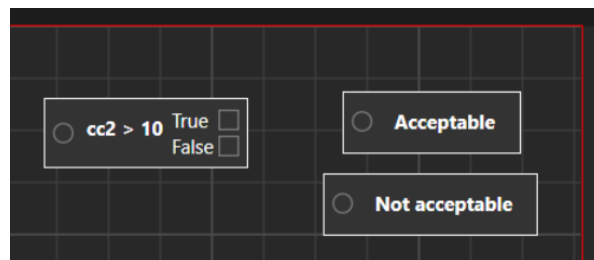 cc2 > 10
True
False
Acceptable
Not acceptable